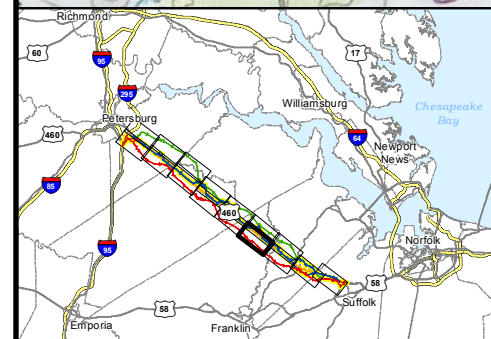 Richmond
60
95
17
295
Williamsburg
Chesapeake
Bay
Petersburg
460
64
Newport
News
85
460
95
Norfolk
58
Suffolk
58
Emporia
Franklin